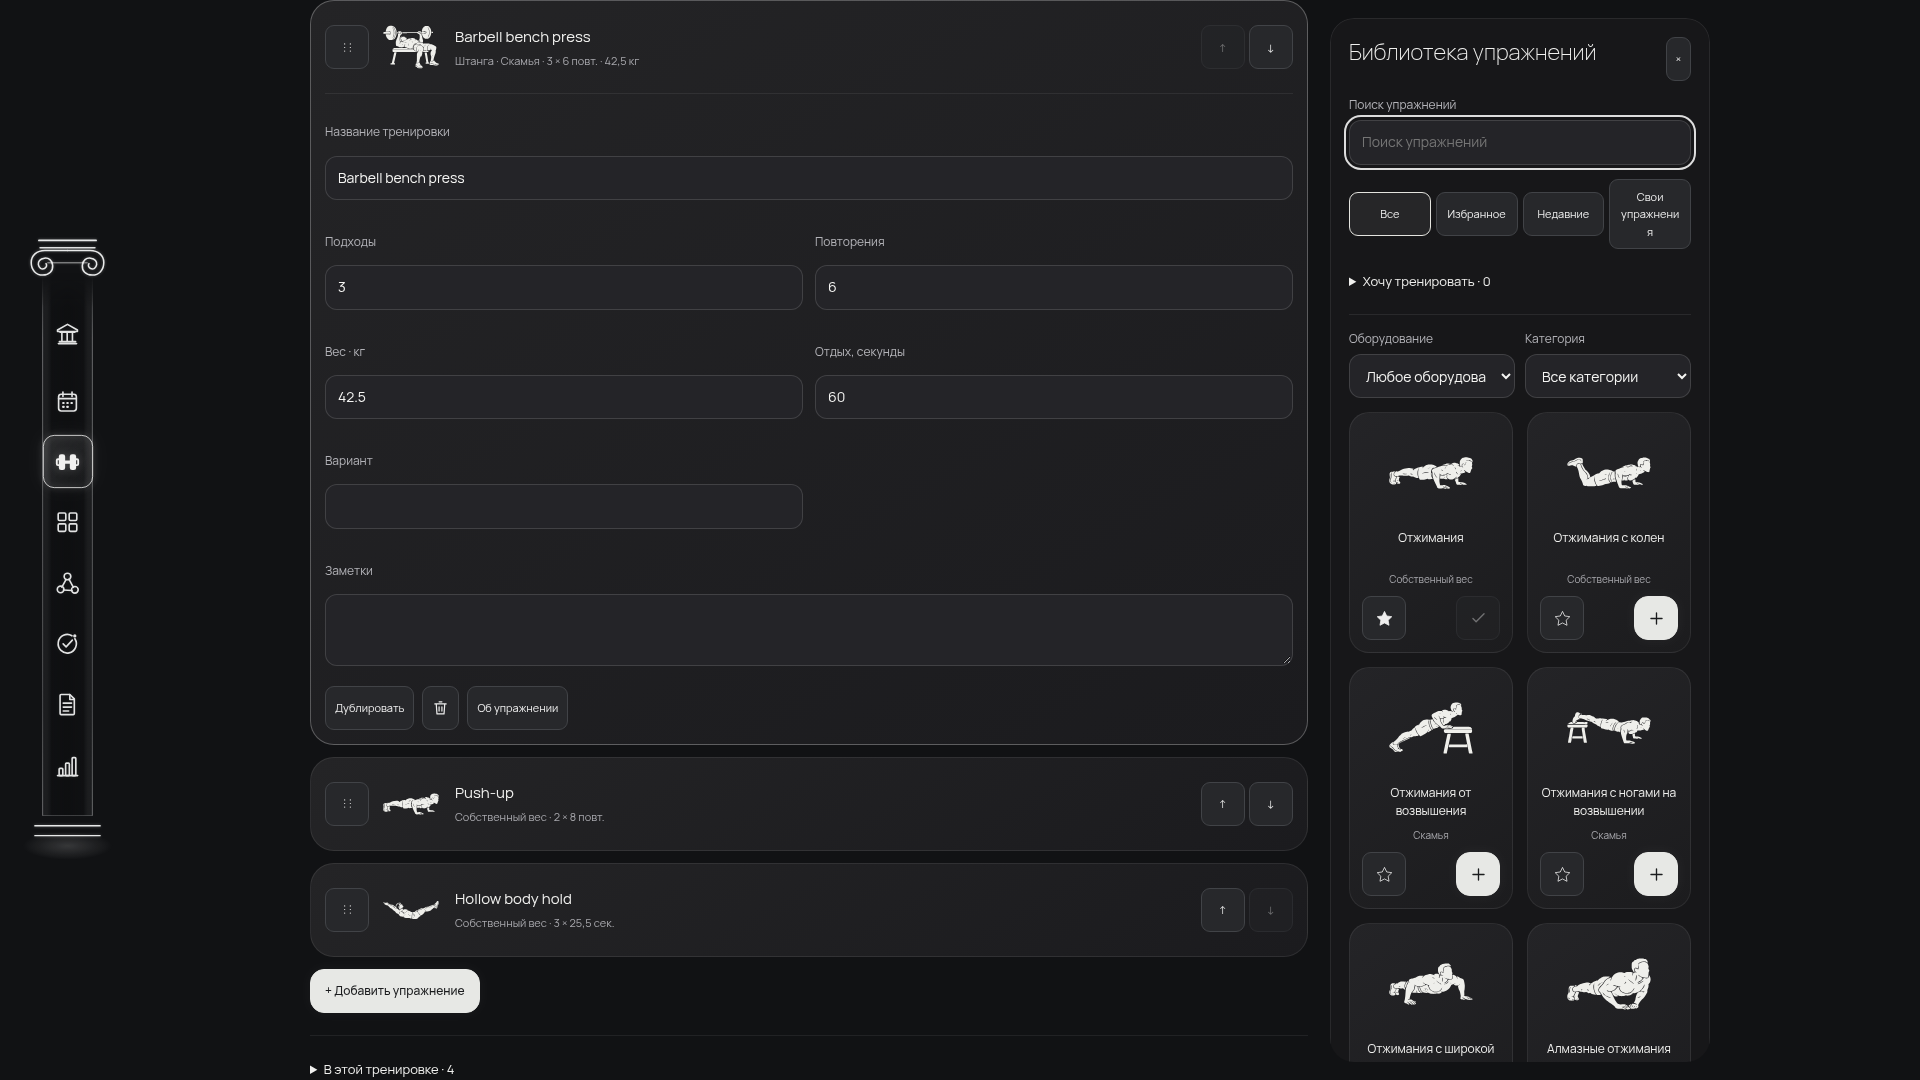 Barbell bench press
Штанга · Скамья · 3 × 6 повт. · 42,5 кг
↑
↓
Название тренировки
Barbell bench press
Подходы
Повторения
3
6
Вес · кг
Отдых, секунды
42.5
60
Вариант
Заметки
Дублировать
Об упражнении
Push-up
Собственный вес · 2 × 8 повт.
↑
↓
Hollow body hold
Собственный вес · 3 × 25,5 сек.
↑
↓
+ Добавить упражнение
В этой тренировке · 4
Библиотека упражнений
×
Поиск упражнений
Поиск упражнений
Все
Избранное
Недавние
Свои
упражнени
я
Хочу тренировать · 0
Оборудование
Категория
Любое оборудова
Все категории
Отжимания
Отжимания с колен
Собственный вес
Собственный вес
Отжимания от
возвышения
Отжимания с ногами на
возвышении
Скамья
Скамья
Отжимания с широкой
Алмазные отжимания